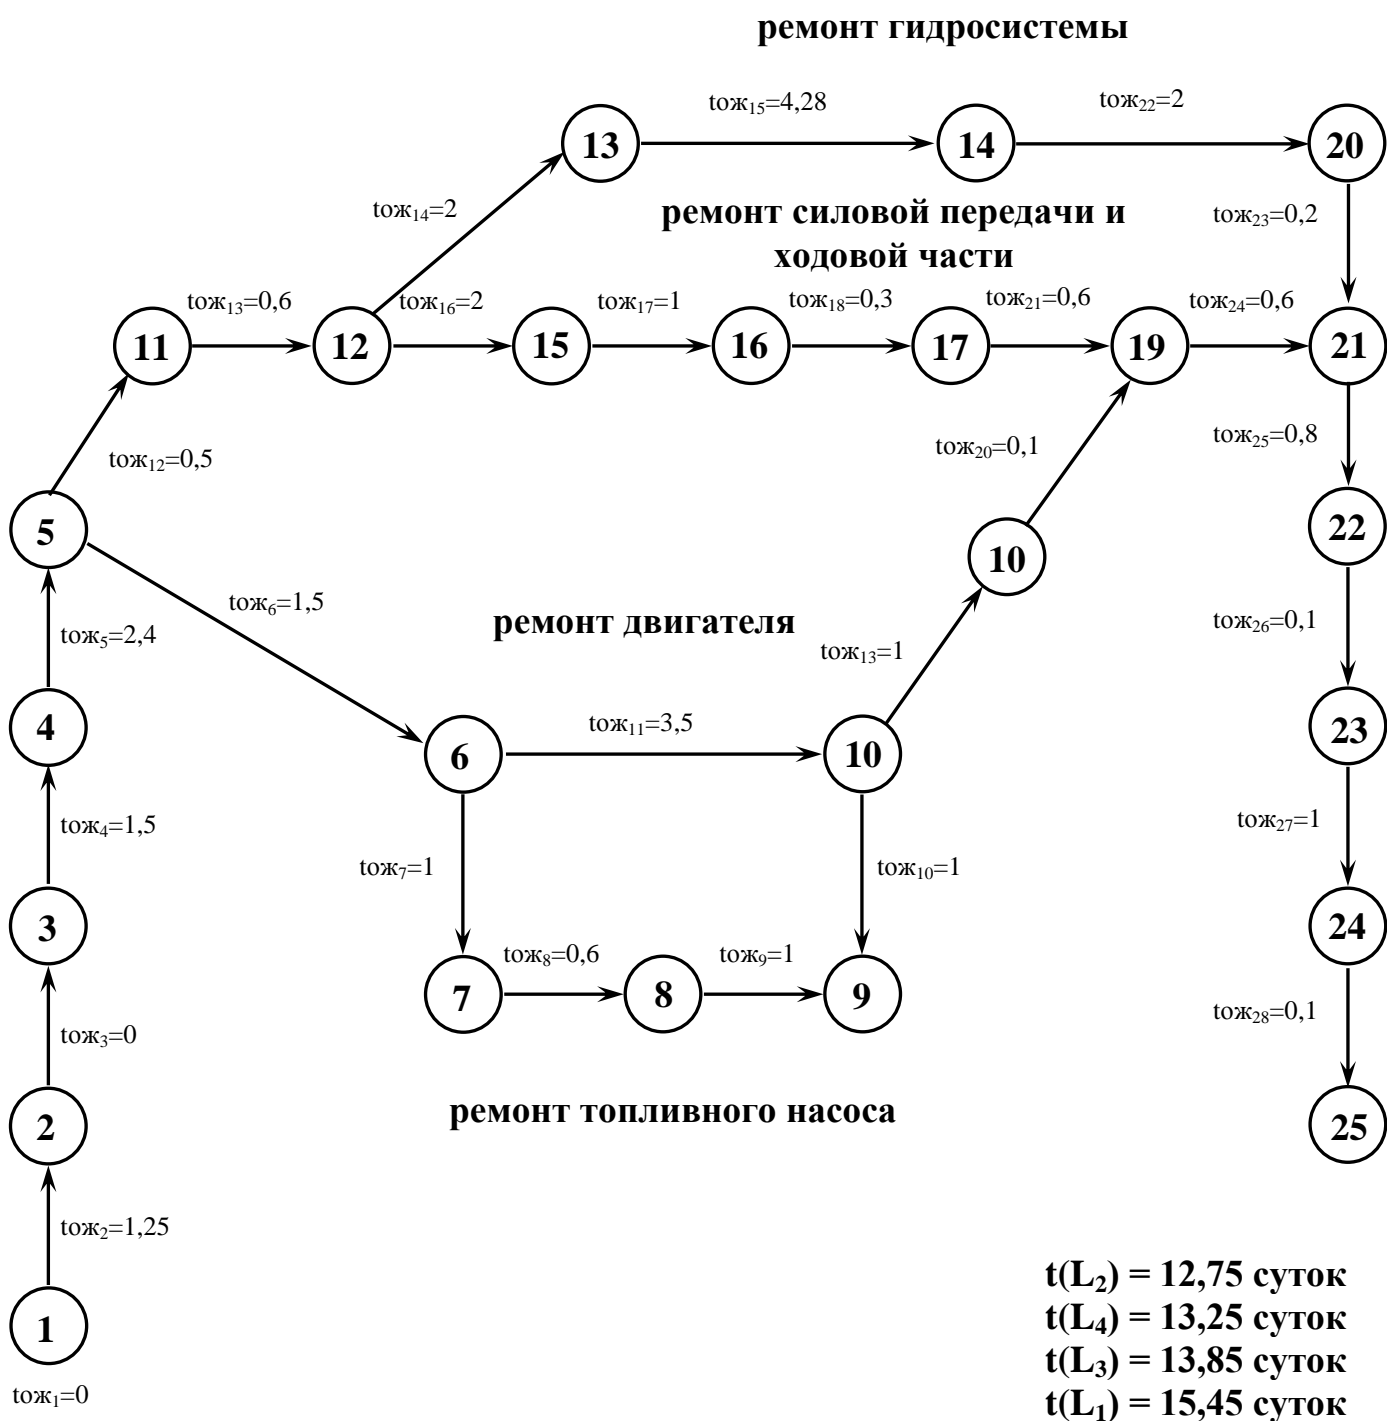 ремонт гидросистемы
tож₁₅=4,28
tож₂₂=2
13
14
20
tож₁₄=2
ремонт силовой передачи и
ходовой части
tож₂₃=0,2
tож₁₃=0,6
tож₁₆=2
tож₁₇=1
tож₁₈=0,3
tож₂₁=0,6
tож₂₄=0,6
11
12
15
16
17
19
21
tож₁₂=0,5
tож₂₀=0,1
tож₂₅=0,8
5
22
10
tож₆=1,5
ремонт двигателя
tож₅=2,4
tож₁₃=1
tож₂₆=0,1
4
6
tож₁₁=3,5
10
23
tож₄=1,5
tож₇=1
tож₁₀=1
tож₂₇=1
3
24
tож₈=0,6
tож₉=1
7
8
9
tож₃=0
tож₂₈=0,1
2
ремонт топливного насоса
25
tож₂=1,25
1
tож₁=0
t(L₂) = 12,75 суток
t(L₄) = 13,25 суток
t(L₃) = 13,85 суток
t(L₁) = 15,45 суток